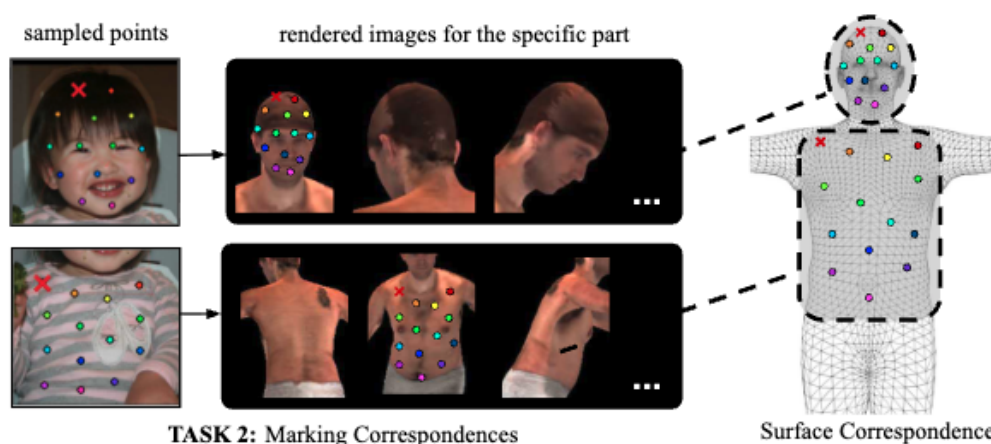 sampled points
rendered images for the specific part
...
...
TASK 2: Marking Correspondences
Surface Correspondence